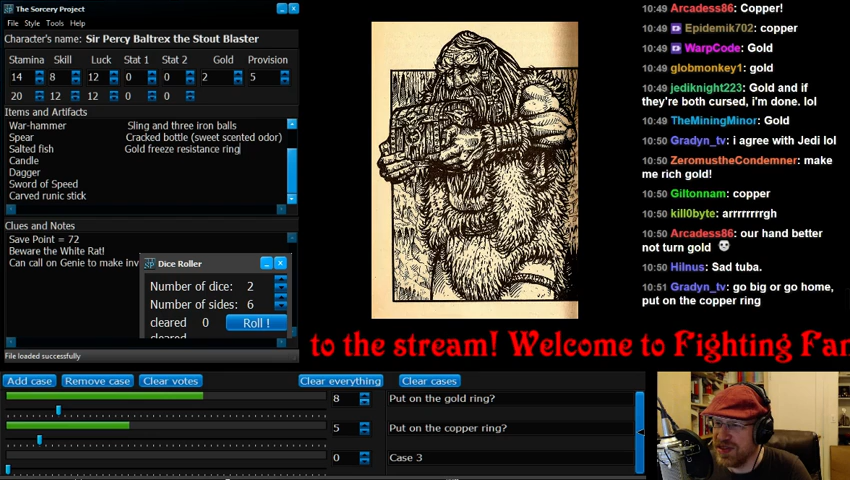 The Sorcery Project
File Style Tools Help
Character's name: Sir Percy Baltrex the Stout Blaster
Stamina Skill Luck Stat 1 Stat 2 Gold Provision
14 8 12 0 0 2 5
20 12 12 0 0
Items and Artifacts
War-hammer Sling and three iron balls
Spear Cracked bottle (sweet scented odor)
Salted fish Gold freeze resistance ring
Candle
Dagger
Sword of Speed
Carved runic stick
Clues and Notes
Save Point = 72
Beware the White Rat!
Can call on Genie to make inv
Dice Roller
Number of dice: 2
Number of sides: 6
cleared 0 Roll !
cleared
File loaded successfully
10:49 Arcadess86: Copper!
10:49 Epidemik702: copper
10:49 WarpCode: Gold
10:49 globmonkey1: gold
10:49 jediknight223: Gold and if
they're both cursed, i'm done. lol
10:49 TheMiningMinor: Gold
10:50 Gradyn_tv: i agree with Jedi lol
10:50 ZeromustheCondemner: make
me rich gold!
10:50 Giltonnam: copper
10:50 kill0byte: arrrrrrrrgh
10:50 Arcadess86: our hand better
not turn gold
10:50 Hilnus: Sad tuba.
10:51 Gradyn_tv: go big or go home,
put on the copper ring
to the stream! Welcome to Fighting Fan
Add case Remove case Clear votes Clear everything Clear cases
8 Put on the gold ring?
5 Put on the copper ring?
0 Case 3